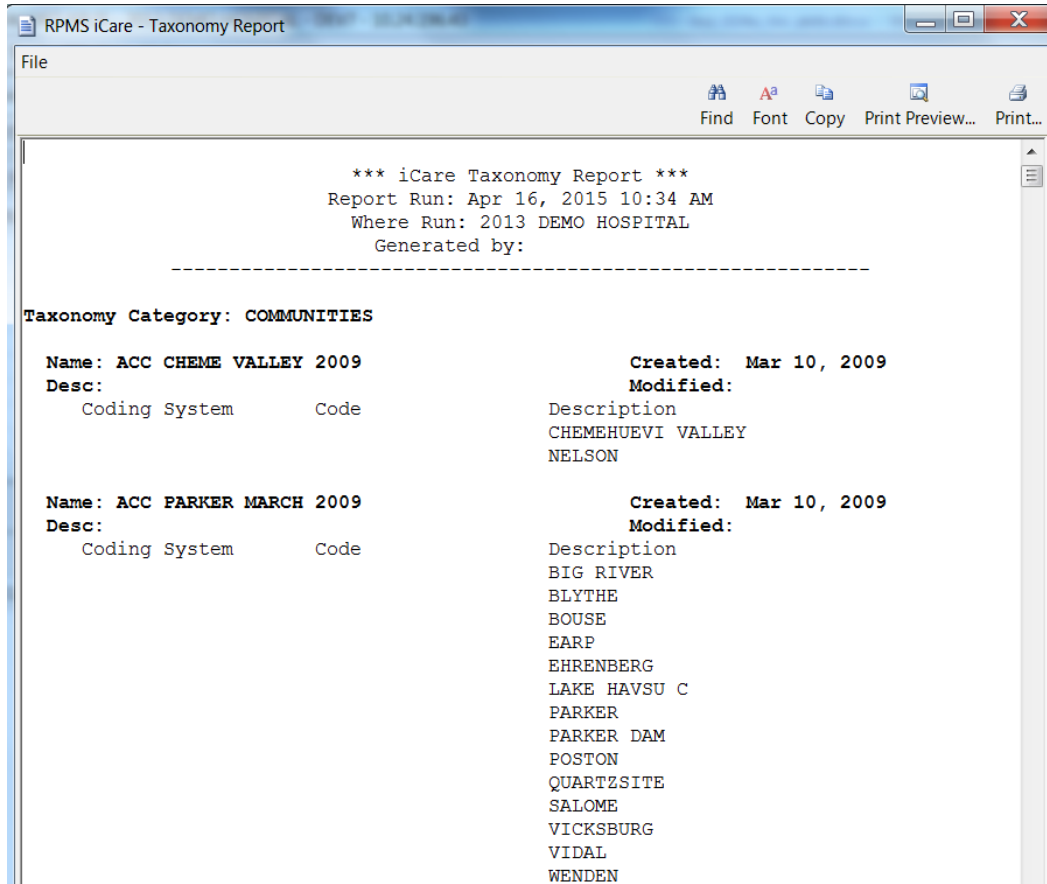 RPMS iCare - Taxonomy Report
File
Find Font Copy Print Preview... Print...
*** iCare Taxonomy Report ***
Report Run: Apr 16, 2015 10:34 AM
Where Run: 2013 DEMO HOSPITAL
Generated by:
------------------------------------------------------------
Taxonomy Category: COMMUNITIES
Name: ACC CHEME VALLEY 2009 Created: Mar 10, 2009
Desc: Modified:
Coding System Code Description
CHEMEHUEVI VALLEY
NELSON
Name: ACC PARKER MARCH 2009 Created: Mar 10, 2009
Desc: Modified:
Coding System Code Description
BIG RIVER
BLYTHE
BOUSE
EARP
EHRENBERG
LAKE HAVSU C
PARKER
PARKER DAM
POSTON
QUARTZSITE
SALOME
VICKSBURG
VIDAL
WENDEN